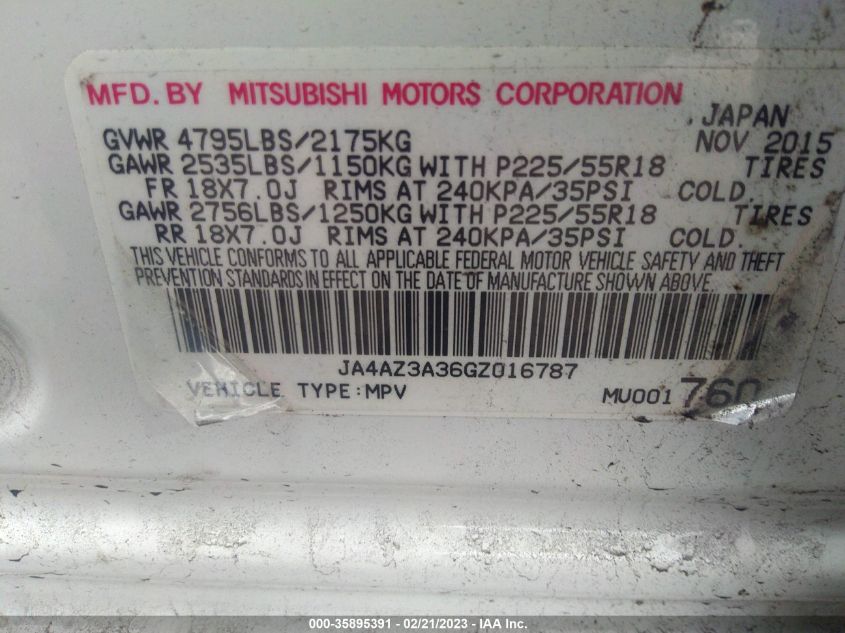 MFD. BY MITSUBISHI MOTORS CORPORATION
.JAPAN
GVWR 4795LBS/2175KG NOV 2015
GAWR 2535LBS/1150KG WITH P225/55R18 TIRES
FR 18X7.0J RIMS AT 240KPA/35PSI COLD.
GAWR 2756LBS/1250KG WITH P225/55R18 TIRES
RR 18X7.0J RIMS AT 240KPA/35PSI COLD.
THIS VEHICLE CONFORMS TO ALL APPLICABLE FEDERAL MOTOR VEHICLE SAFETY AND THEFT
PREVENTION STANDARDS IN EFFECT ON THE DATE OF MANUFACTURE SHOWN ABOVE.
JA4AZ3A36GZ016787
VEHICLE TYPE:MPV MU001760
000-35895391 - 02/21/2023 - IAA Inc.